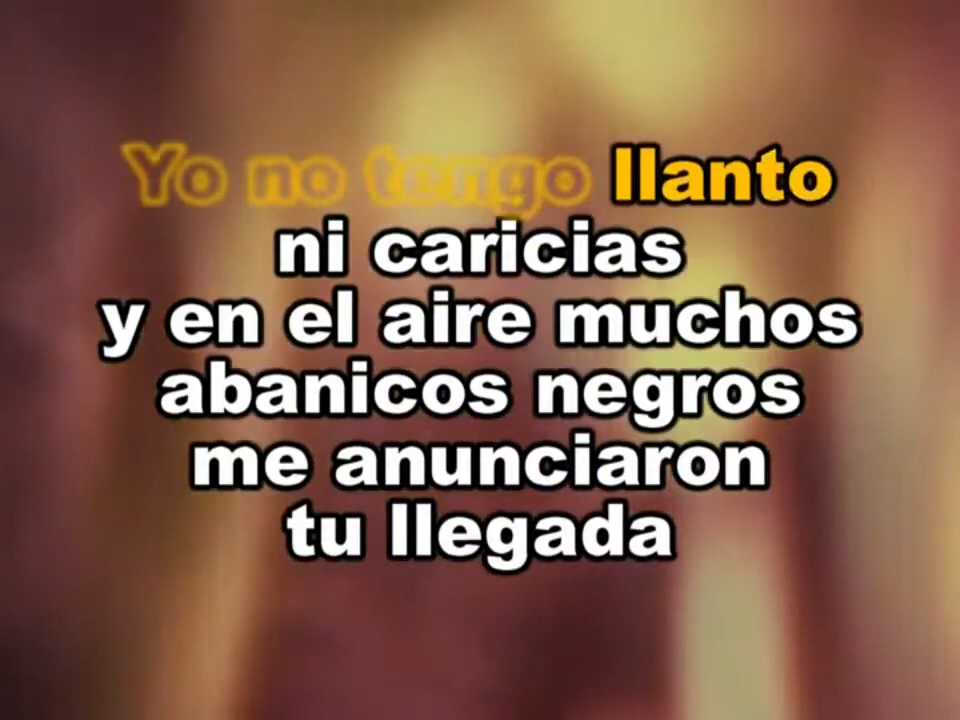 Yo no tengo llanto
ni caricias
y en el aire muchos
abanicos negros
me anunciaron
tu llegada